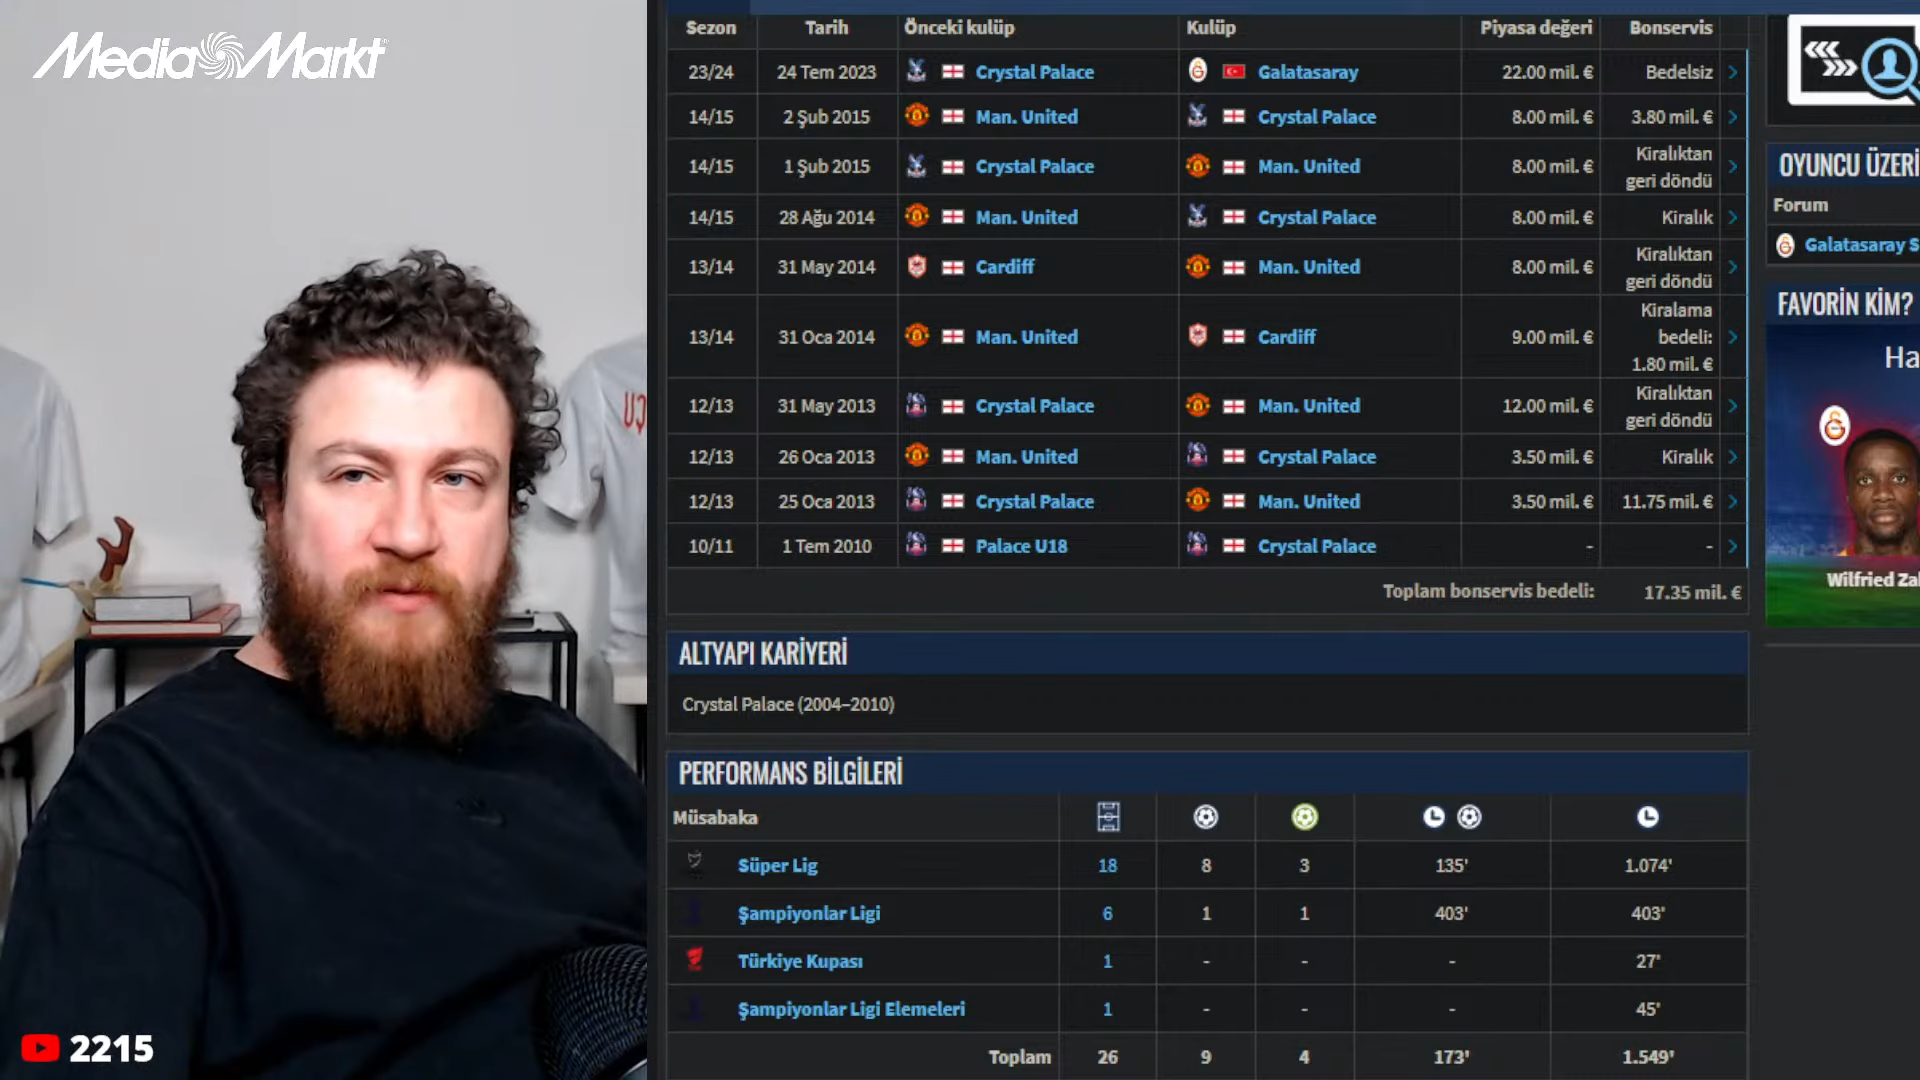 MediaMarkt
2215
Sezon Tarih Önceki kulüp Kulüp Piyasa değeri Bonservis
23/24 24 Tem 2023 Crystal Palace Galatasaray 22.00 mil. € Bedelsiz
14/15 2 Şub 2015 Man. United Crystal Palace 8.00 mil. € 3.80 mil. €
14/15 1 Şub 2015 Crystal Palace Man. United 8.00 mil. € Kiralıktan
geri döndü
14/15 28 Ağu 2014 Man. United Crystal Palace 8.00 mil. € Kiralık
13/14 31 May 2014 Cardiff Man. United 8.00 mil. € Kiralıktan
geri döndü
13/14 31 Oca 2014 Man. United Cardiff 9.00 mil. € Kiralama
bedeli:
1.80 mil. €
12/13 31 May 2013 Crystal Palace Man. United 12.00 mil. € Kiralıktan
geri döndü
12/13 26 Oca 2013 Man. United Crystal Palace 3.50 mil. € Kiralık
12/13 25 Oca 2013 Crystal Palace Man. United 3.50 mil. € 11.75 mil. €
10/11 1 Tem 2010 Palace U18 Crystal Palace - -
Toplam bonservis bedeli: 17.35 mil. €
ALTYAPI KARİYERİ
Crystal Palace (2004–2010)
PERFORMANS BİLGİLERİ
Müsabaka
Süper Lig 18 8 3 135' 1.074'
Şampiyonlar Ligi 6 1 1 403' 403'
Türkiye Kupası 1 - - - 27'
Şampiyonlar Ligi Elemeleri 1 - - - 45'
Toplam 26 9 4 173' 1.549'
OYUNCU ÜZERİ
Forum
Galatasaray S
FAVORİN KİM?
Ha
Wilfried Za